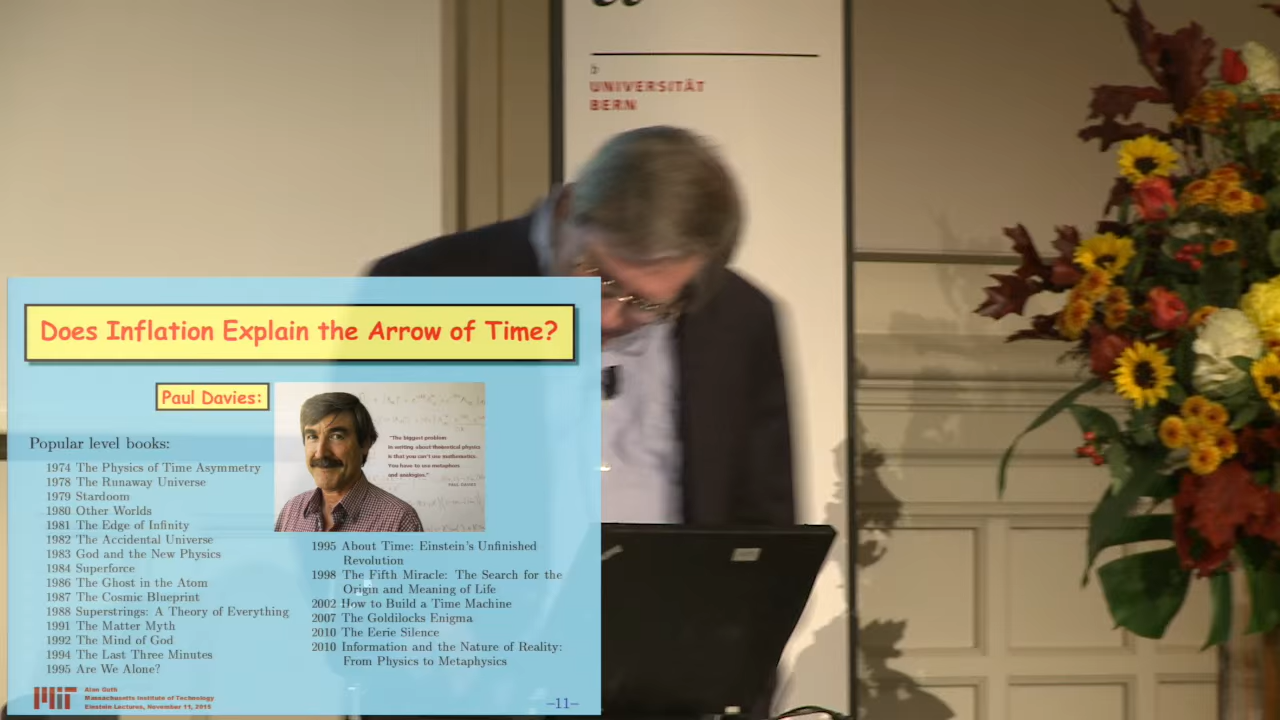 b
UNIVERSITÄT
BERN
Does Inflation Explain the Arrow of Time?
Paul Davies:
"The biggest problem
in writing about theoretical physics
is that you can't use mathematics.
You have to use metaphors
and analogies."
PAUL DAVIES
Popular level books:
1974 The Physics of Time Asymmetry
1978 The Runaway Universe
1979 Stardoom
1980 Other Worlds
1981 The Edge of Infinity
1982 The Accidental Universe
1983 God and the New Physics
1984 Superforce
1986 The Ghost in the Atom
1987 The Cosmic Blueprint
1988 Superstrings: A Theory of Everything
1991 The Matter Myth
1992 The Mind of God
1994 The Last Three Minutes
1995 Are We Alone?
1995 About Time: Einstein's Unfinished
Revolution
1998 The Fifth Miracle: The Search for the
Origin and Meaning of Life
2002 How to Build a Time Machine
2007 The Goldilocks Enigma
2010 The Eerie Silence
2010 Information and the Nature of Reality:
From Physics to Metaphysics
MIT
Alan Guth
Massachusetts Institute of Technology
Einstein Lectures, November 11, 2015
–11–